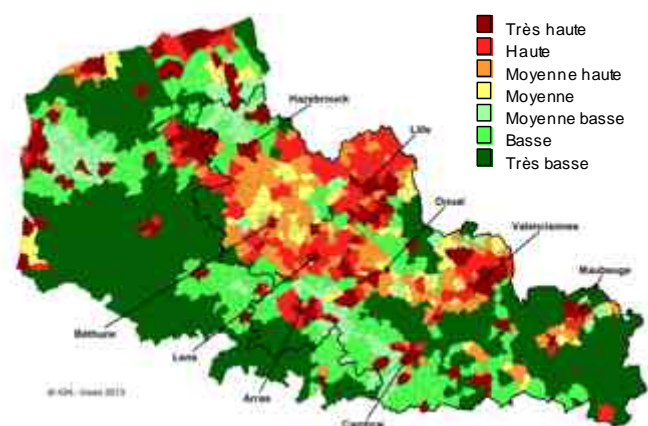 Très haute
Haute
Moyenne haute
Moyenne
Moyenne basse
Basse
Très basse
Hazebrouck
Lille
Douai
Valenciennes
Maubeuge
Béthune
Lens
Arras
Cambrai